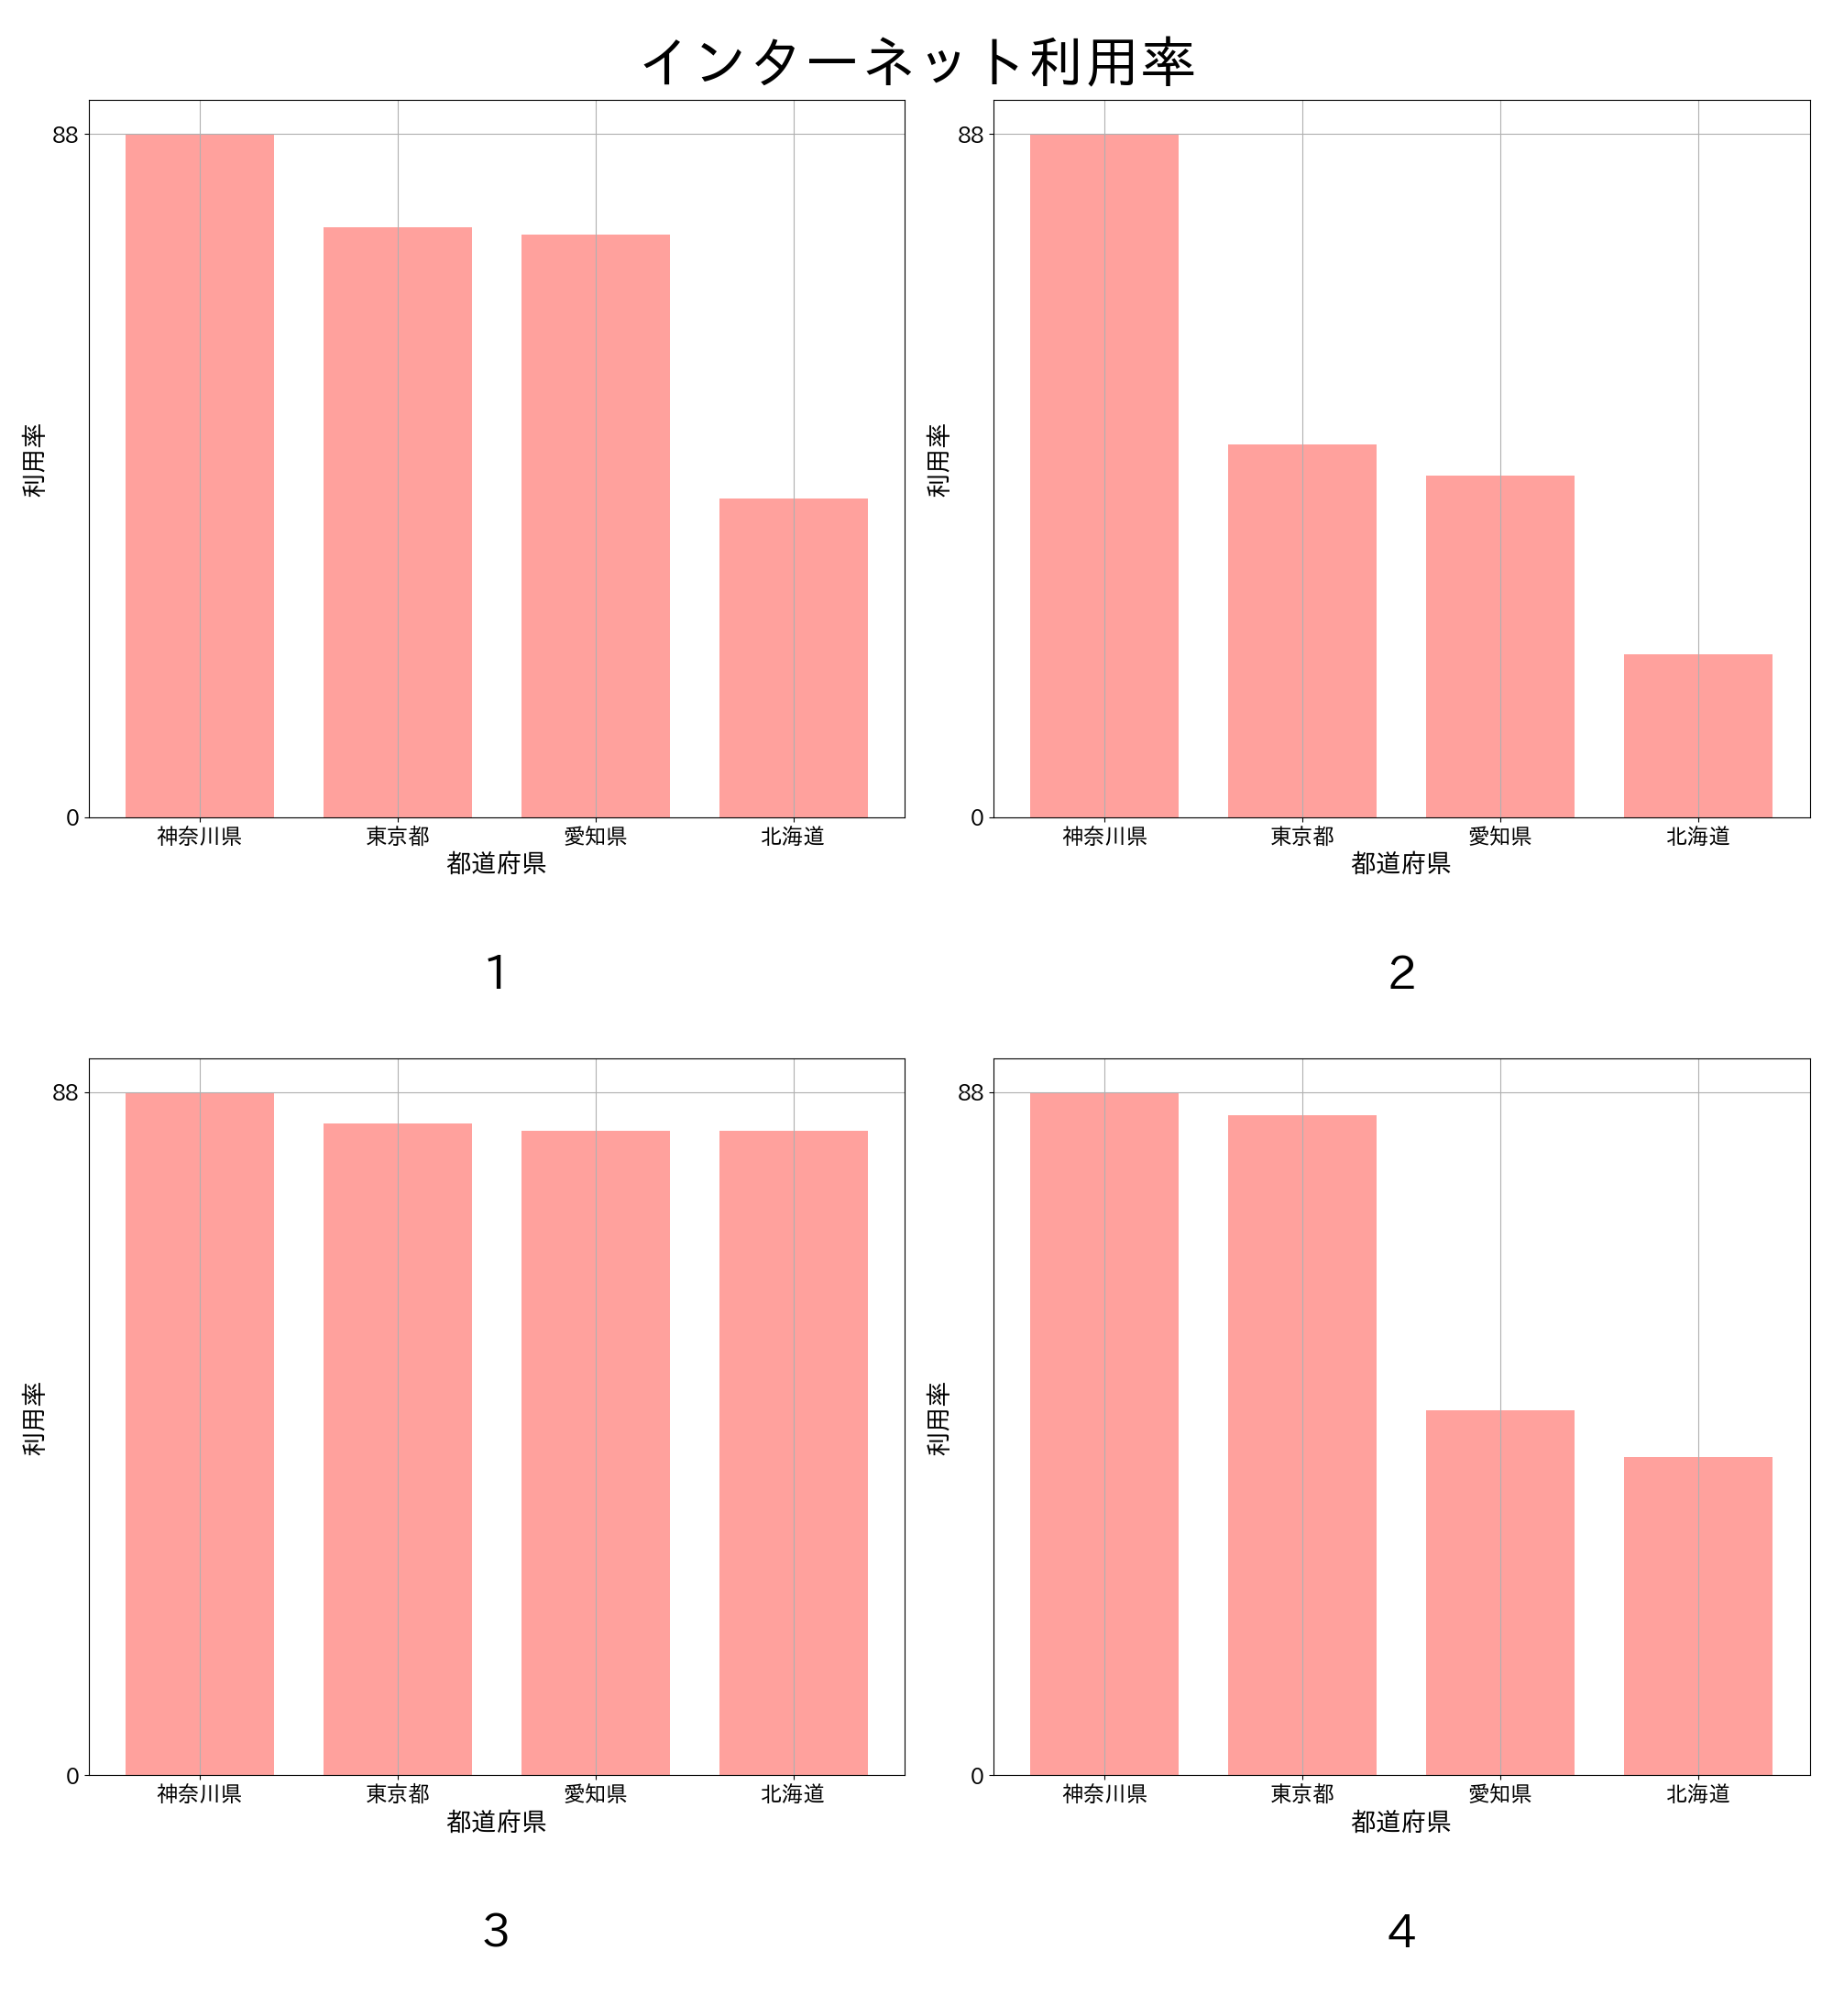 インターネット利用率
88
0
利用率
神奈川県 東京都 愛知県 北海道
都道府県
1
88
0
利用率
神奈川県 東京都 愛知県 北海道
都道府県
2
88
0
利用率
神奈川県 東京都 愛知県 北海道
都道府県
3
88
0
利用率
神奈川県 東京都 愛知県 北海道
都道府県
4